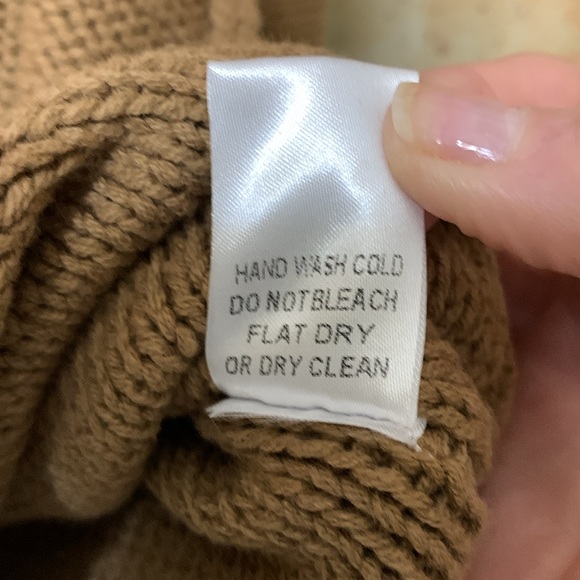 HAND WASH COLD
DO NOTBLEACH
FLAT DRY
OR DRY CLEAN